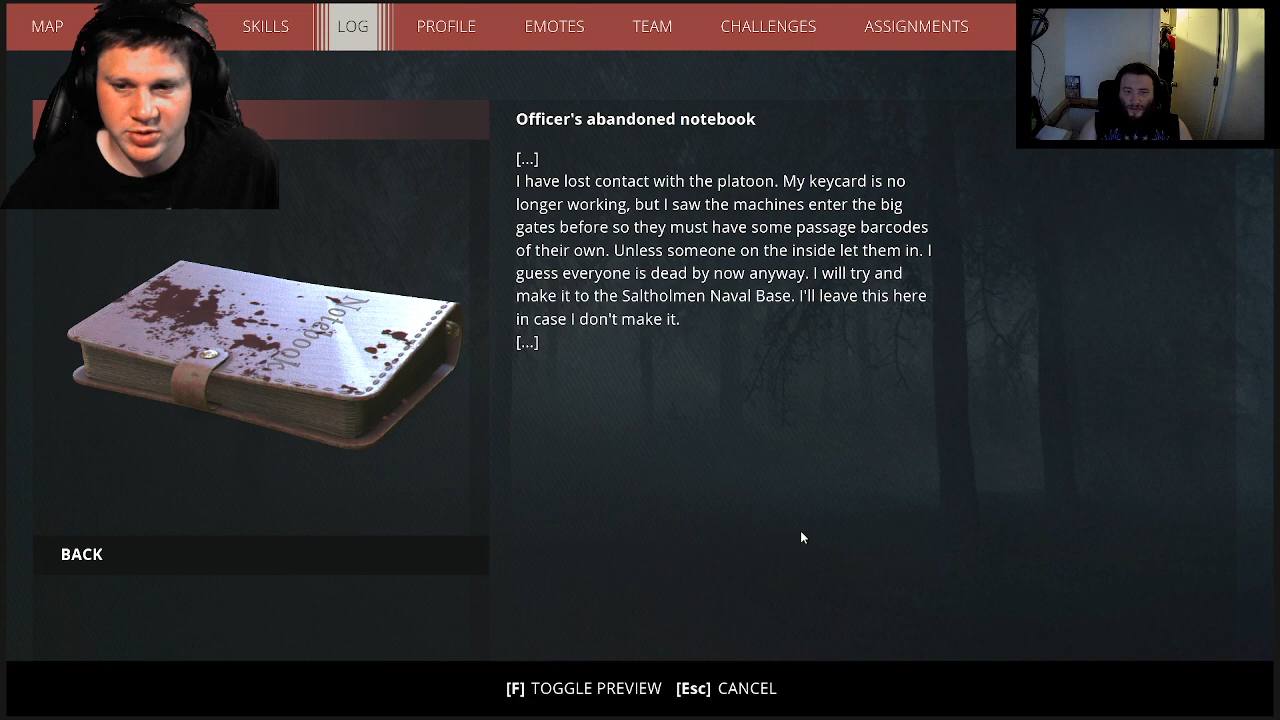 MAP
SKILLS
LOG
PROFILE
EMOTES
TEAM
CHALLENGES
ASSIGNMENTS
Officer's abandoned notebook
[...]
I have lost contact with the platoon. My keycard is no
longer working, but I saw the machines enter the big
gates before so they must have some passage barcodes
of their own. Unless someone on the inside let them in. I
guess everyone is dead by now anyway. I will try and
make it to the Saltholmen Naval Base. I'll leave this here
in case I don't make it.
[...]
Notebook
BACK
[F] TOGGLE PREVIEW [Esc] CANCEL